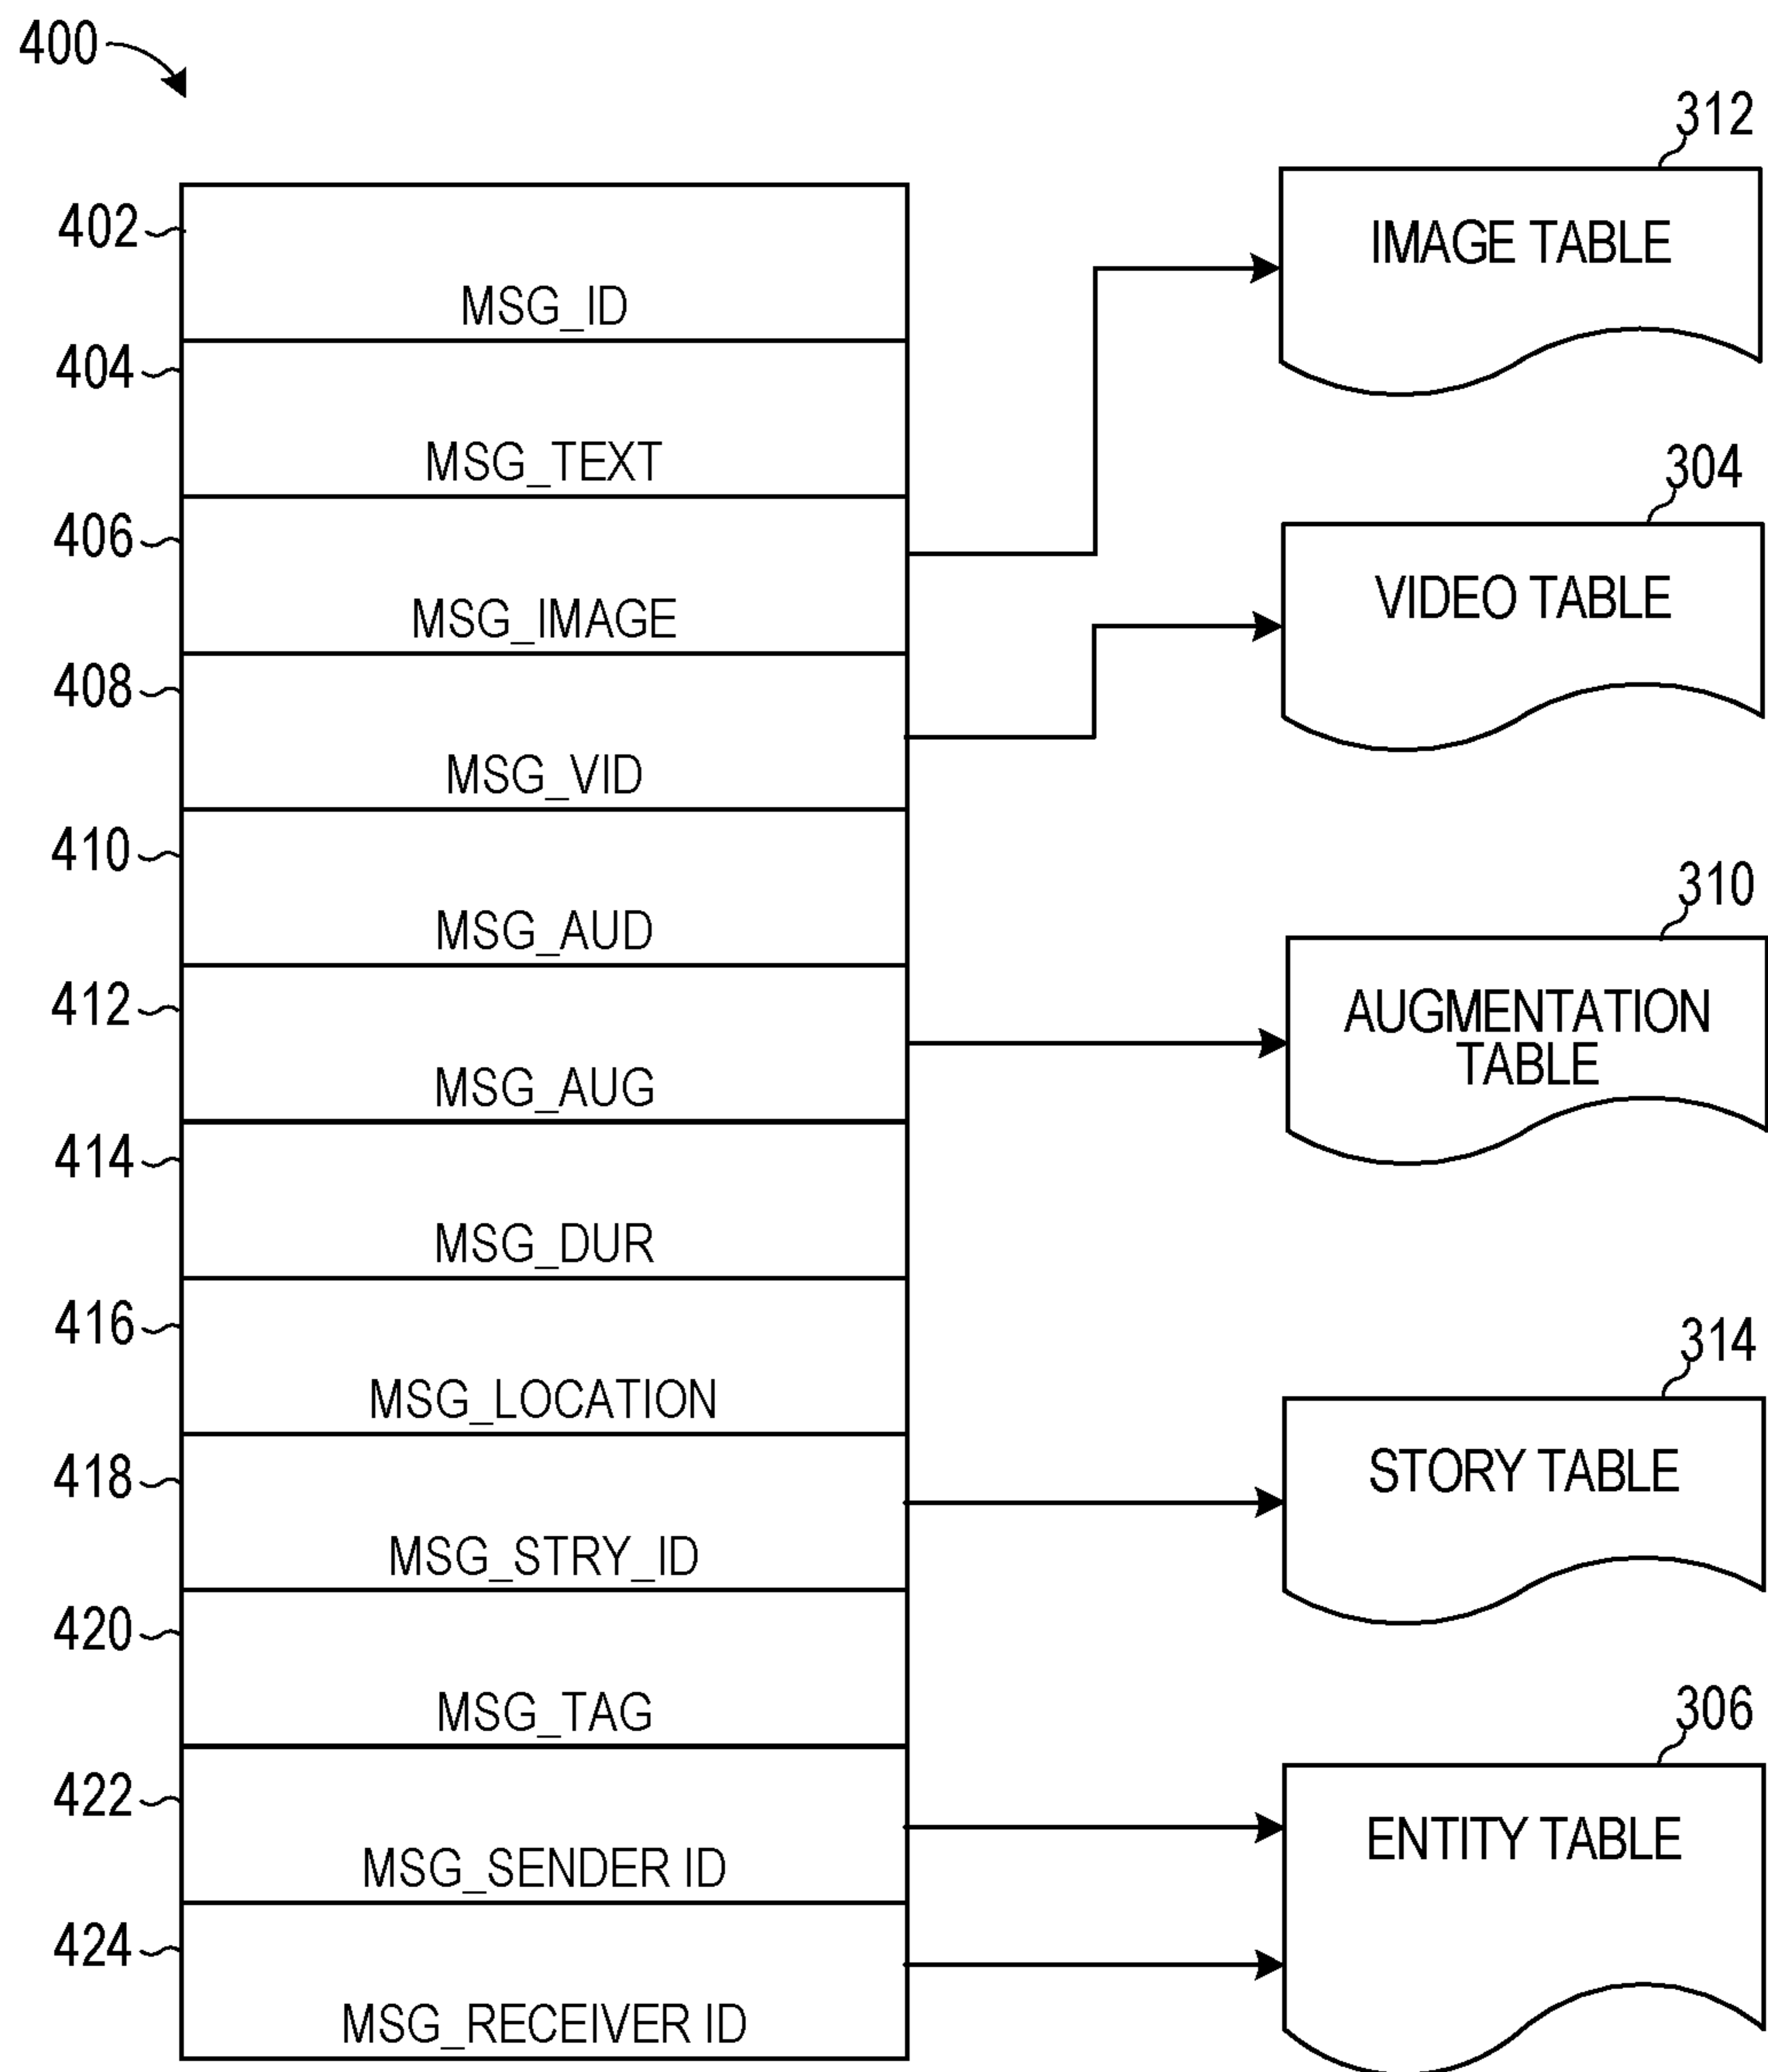 400
312
402
IMAGE TABLE
MSG_ID
404
MSG_TEXT
304
406
VIDEO TABLE
MSG_IMAGE
408
MSG_VID
410
310
MSG_AUD
412
AUGMENTATION
TABLE
MSG_AUG
414
MSG_DUR
416
314
MSG_LOCATION
418
STORY TABLE
MSG_STRY_ID
420
MSG_TAG
306
422
ENTITY TABLE
MSG_SENDER ID
424
MSG_RECEIVER ID